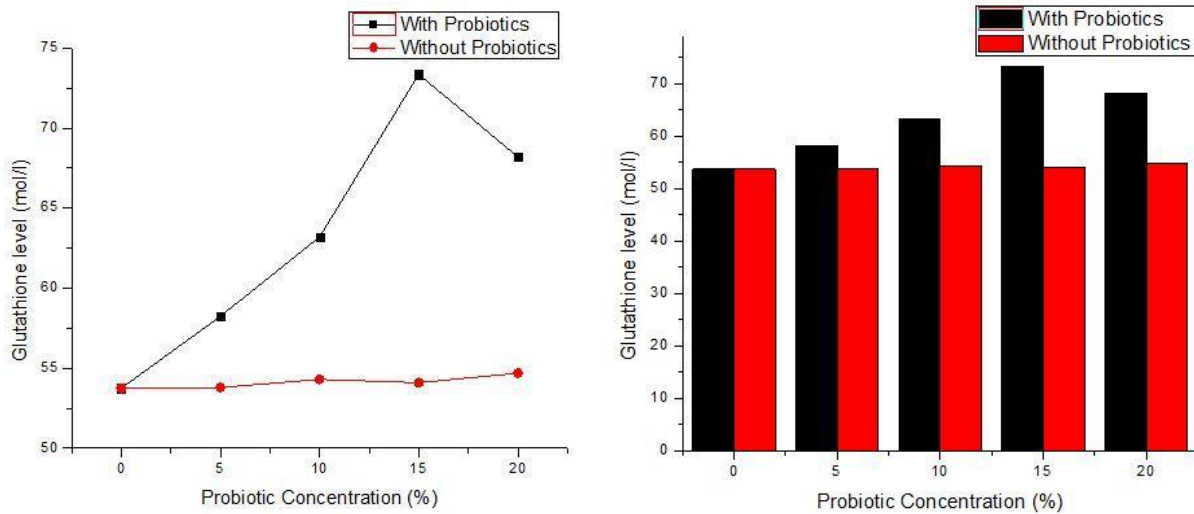 With Probiotics
Without Probiotics
75
70
65
60
55
50
Glutathione level (mol/l)
0 5 10 15 20
Probiotic Concentration (%)
With Probiotics
Without Probiotics
70
60
50
40
30
20
10
0
Glutathione level (mol/l)
0 5 10 15 20
Probiotic Concentration (%)